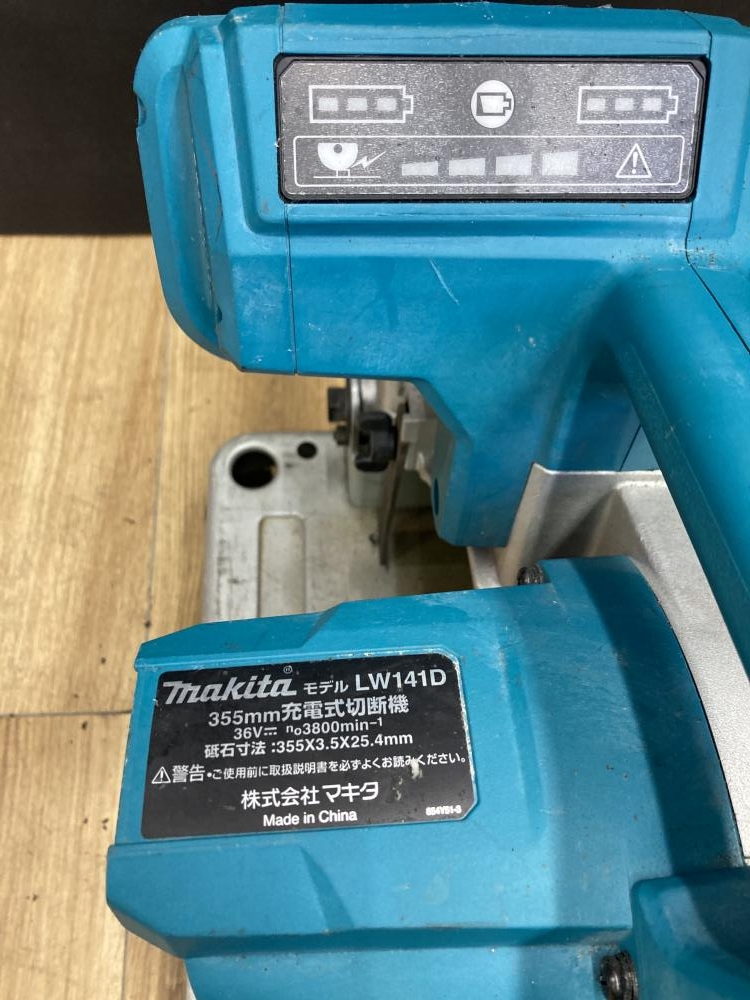 makita® モデル LW141D
355mm充電式切断機
36V⎓ n₀3800min⁻¹
砥石寸法:355X3.5X25.4mm
⚠警告・ご使用前に取扱説明書を必ずよくお読みください。
株式会社 マキタ
Made in China